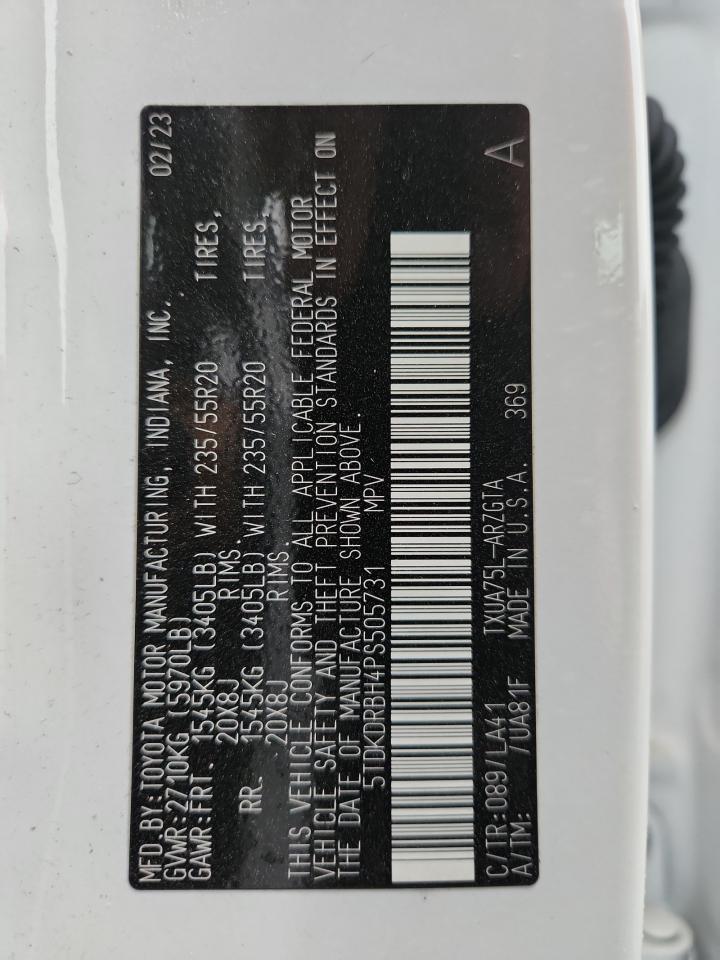 MFD.BY:TOYOTA MOTOR MANUFACTURING, INDIANA, INC. 02/23
GVWR:2710KG (5970LB)
GAWR:FRT. 1545KG (3405LB) WITH 235/55R20 TIRES,
20X8J RIMS.
RR. 1545KG (3405LB) WITH 235/55R20 TIRES,
20X8J RIMS.
THIS VEHICLE CONFORMS TO ALL APPLICABLE FEDERAL MOTOR
VEHICLE SAFETY AND THEFT PREVENTION STANDARDS IN EFFECT ON
THE DATE OF MANUFACTURE SHOWN ABOVE.
5TDKDRBH4PS505731 MPV
C/TR:089/LA41 TXUA75L-ARZGTA A
A/TM: /UA81F MADE IN U.S.A. 369